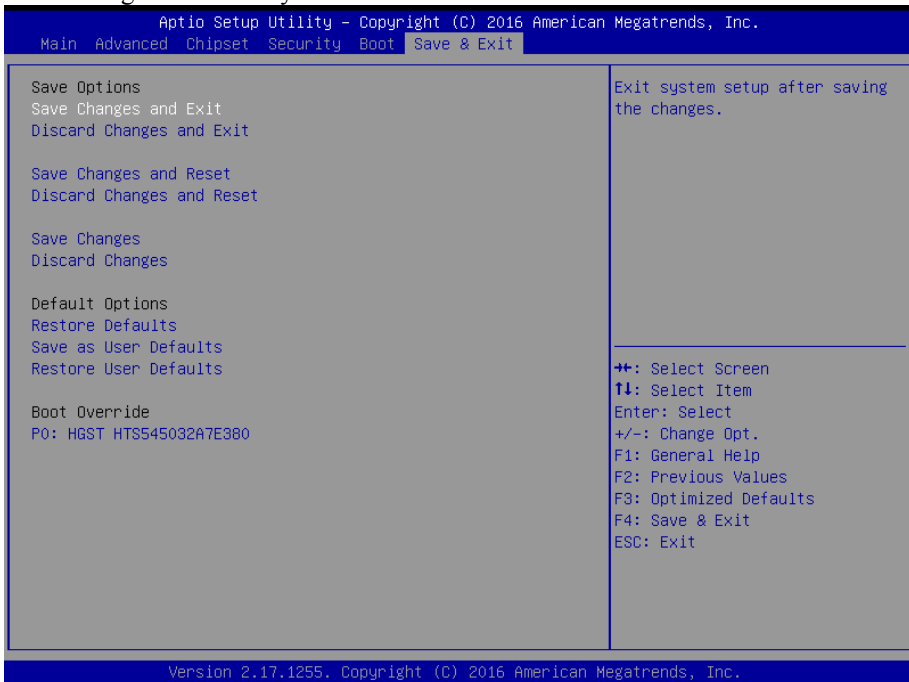 Aptio Setup Utility – Copyright (C) 2016 American Megatrends, Inc.
Main Advanced Chipset Security Boot Save & Exit
Save Options
Save Changes and Exit
Discard Changes and Exit
Save Changes and Reset
Discard Changes and Reset
Save Changes
Discard Changes
Default Options
Restore Defaults
Save as User Defaults
Restore User Defaults
Boot Override
P0: HGST HTS545032A7E380
Exit system setup after saving
the changes.
→←: Select Screen
↑↓: Select Item
Enter: Select
+/-: Change Opt.
F1: General Help
F2: Previous Values
F3: Optimized Defaults
F4: Save & Exit
ESC: Exit
Version 2.17.1255. Copyright (C) 2016 American Megatrends, Inc.